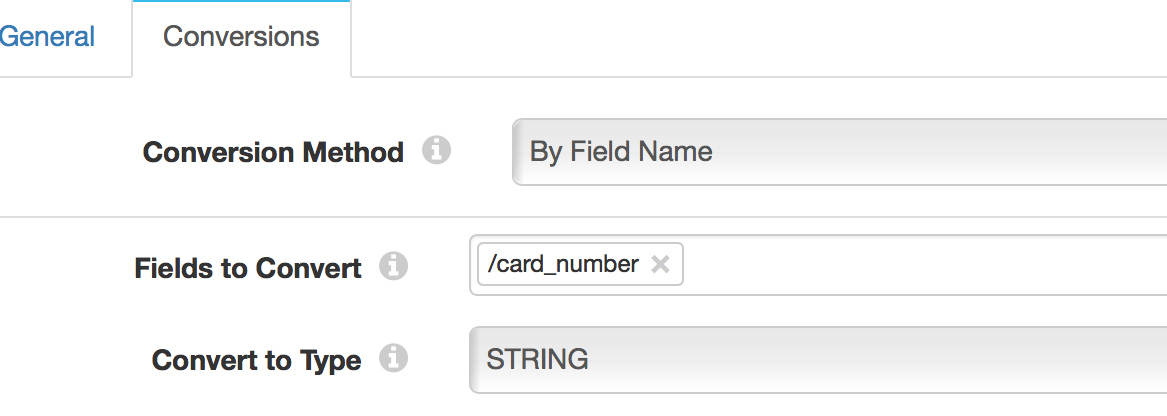 General Conversions
Conversion Method By Field Name
Fields to Convert /card_number
Convert to Type STRING